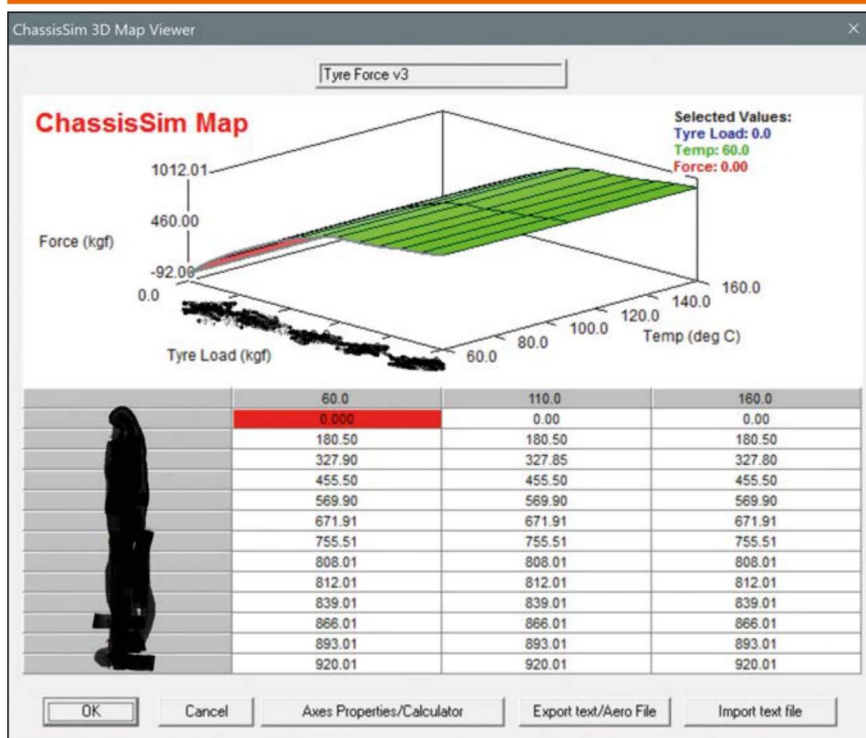 ChassisSim 3D Map Viewer
Tyre Force v3
ChassisSim Map
Selected Values:
Tyre Load: 0.0
Temp: 60.0
Force: 0.00
1012.01
460.00
Force (kgf)
-92.00
0.0
160.0
140.0
120.0
100.0
80.0
60.0
Temp (deg C)
Tyre Load (kgf)
60.0 110.0 160.0
0.000 0.00 0.00
180.50 180.50 180.50
327.90 327.85 327.80
455.50 455.50 455.50
569.90 569.90 569.90
671.91 671.91 671.91
755.51 755.51 755.51
808.01 808.01 808.01
812.01 812.01 812.01
839.01 839.01 839.01
866.01 866.01 866.01
893.01 893.01 893.01
920.01 920.01 920.01
OK Cancel Axes Properties/Calculator Export text/Aero File Import text file